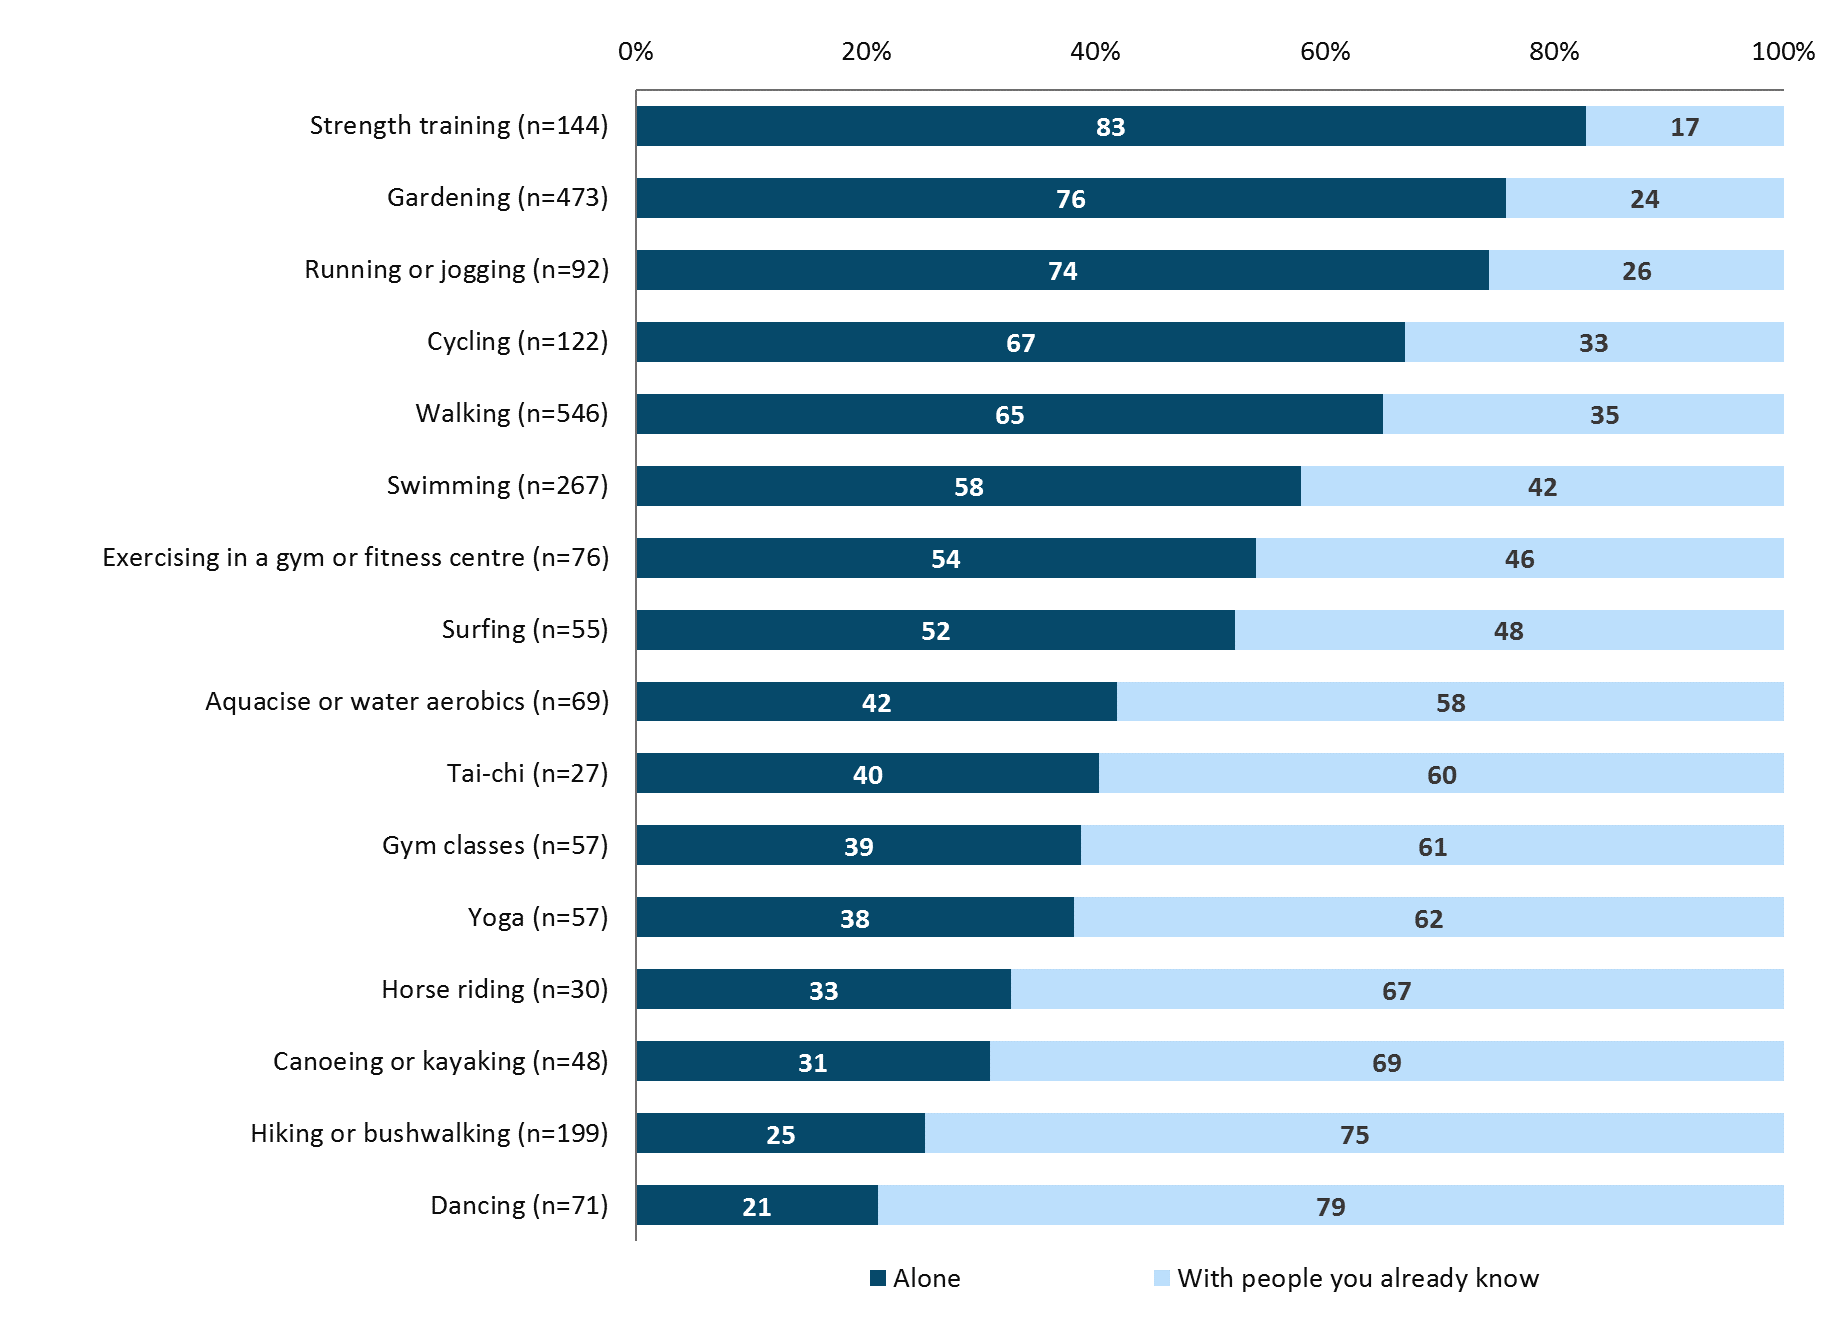 0% 20% 40% 60% 80% 100%
Strength training (n=144) 83 17
Gardening (n=473) 76 24
Running or jogging (n=92) 74 26
Cycling (n=122) 67 33
Walking (n=546) 65 35
Swimming (n=267) 58 42
Exercising in a gym or fitness centre (n=76) 54 46
Surfing (n=55) 52 48
Aquacise or water aerobics (n=69) 42 58
Tai-chi (n=27) 40 60
Gym classes (n=57) 39 61
Yoga (n=57) 38 62
Horse riding (n=30) 33 67
Canoeing or kayaking (n=48) 31 69
Hiking or bushwalking (n=199) 25 75
Dancing (n=71) 21 79
Alone With people you already know